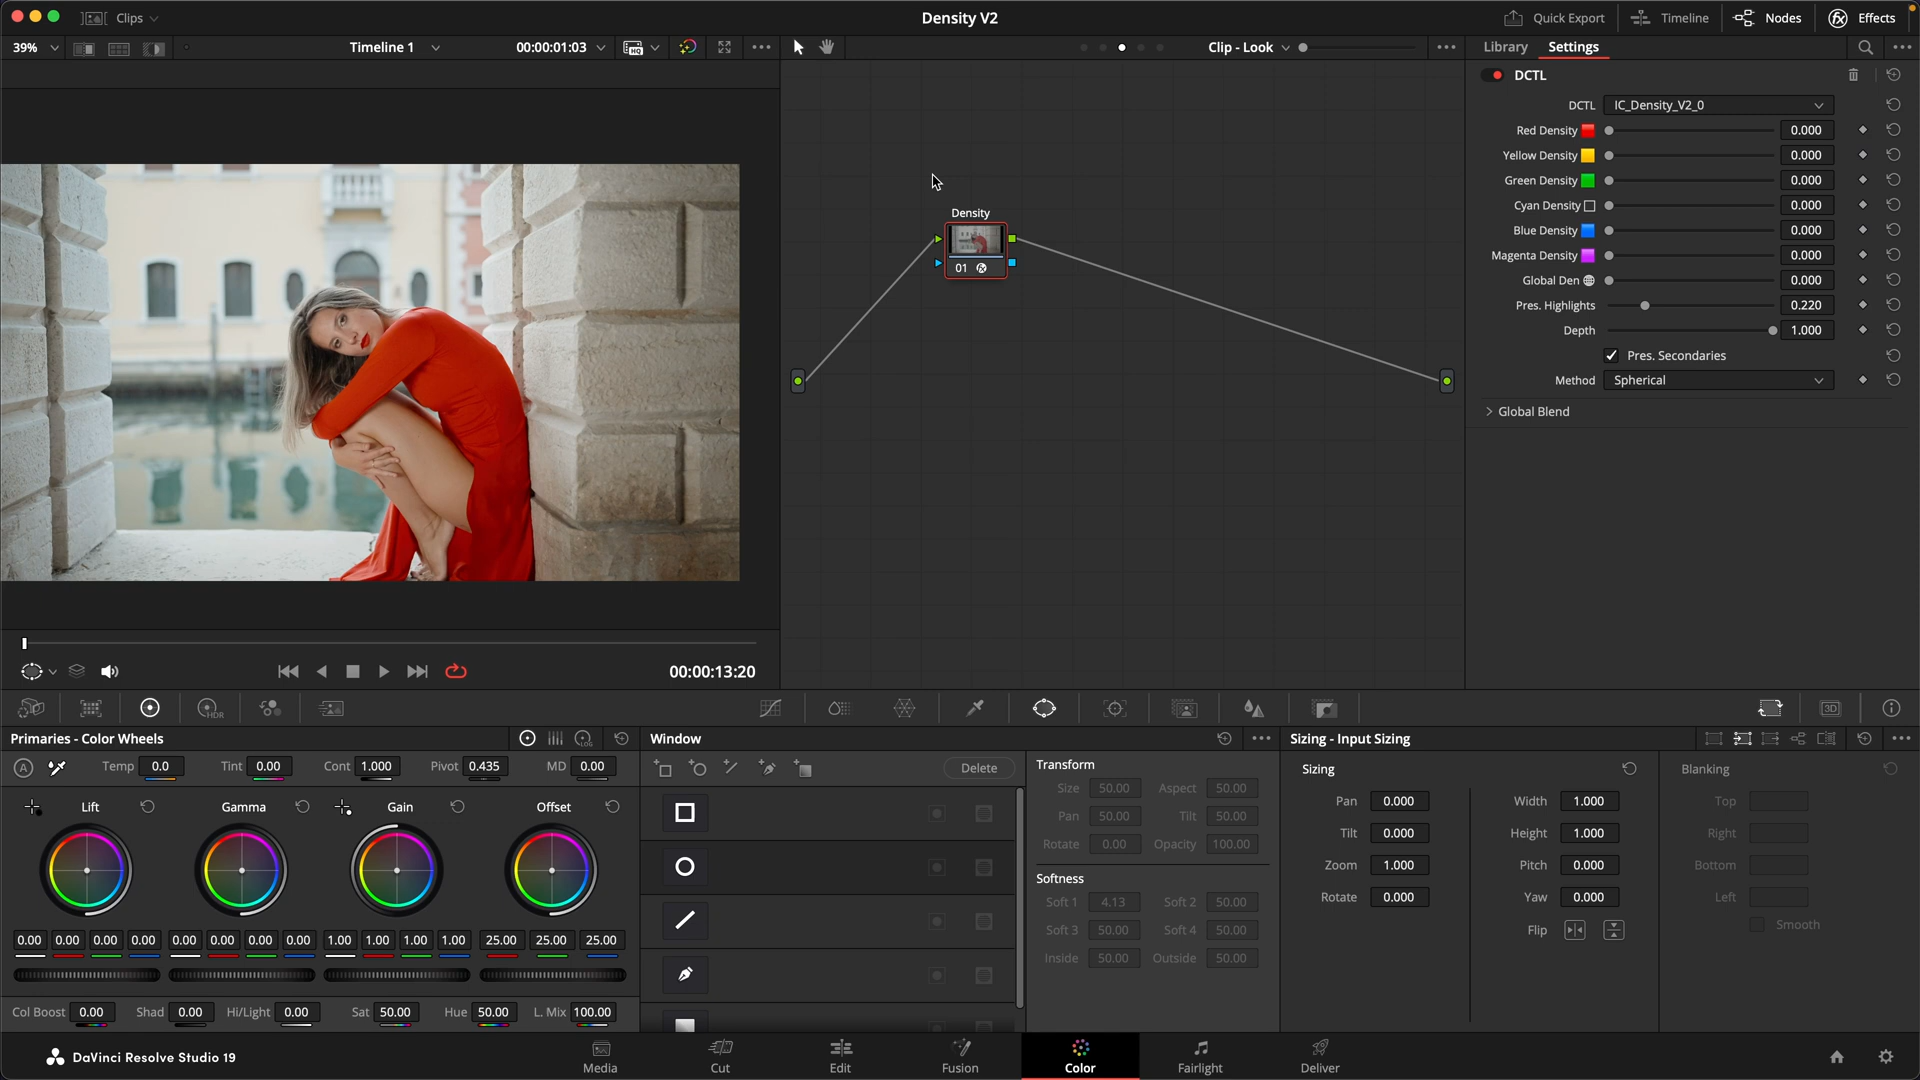 Clips
Density V2
Quick Export
Timeline
Nodes
Effects
39%
Timeline 1
00:00:01:03
HQ
Clip - Look
Library
Settings
DCTL
DCTL
IC_Density_V2_0
Red Density
0.000
Yellow Density
0.000
Green Density
0.000
Cyan Density
0.000
Blue Density
0.000
Magenta Density
0.000
Global Den
0.000
Pres. Highlights
0.220
Depth
1.000
Pres. Secondaries
Method
Spherical
Global Blend
Density
01
00:00:13:20
HDR
3D
Primaries - Color Wheels
LOG
Window
Sizing - Input Sizing
A
Temp 0.0
Tint 0.00
Cont 1.000
Pivot 0.435
MD 0.00
Lift
Gamma
Gain
Offset
0.00 0.00 0.00 0.00
0.00 0.00 0.00 0.00
1.00 1.00 1.00 1.00
25.00 25.00 25.00
Col Boost 0.00
Shad 0.00
Hi/Light 0.00
Sat 50.00
Hue 50.00
L. Mix 100.00
Delete
Transform
Size 50.00 Aspect 50.00
Pan 50.00 Tilt 50.00
Rotate 0.00 Opacity 100.00
Softness
Soft 1 4.13 Soft 2 50.00
Soft 3 50.00 Soft 4 50.00
Inside 50.00 Outside 50.00
Sizing
Pan 0.000 Width 1.000
Tilt 0.000 Height 1.000
Zoom 1.000 Pitch 0.000
Rotate 0.000 Yaw 0.000
Flip
Blanking
Top
Right
Bottom
Left
Smooth
DaVinci Resolve Studio 19
Media
Cut
Edit
Fusion
Color
Fairlight
Deliver